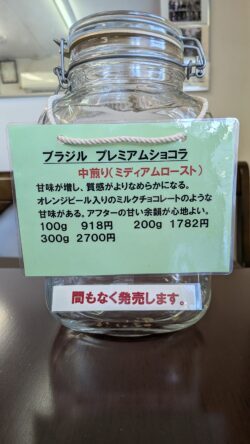 ブラジル プレミアムショコラ
中煎り(ミディアムロースト)
甘味が増し、質感がよりなめらかになる。
オレンジピール入りのミルクチョコレートのような
甘味がある。アフターの甘い余韻が心地よい。
100g 918円 200g 1782円
300g 2700円
間もなく発売します。